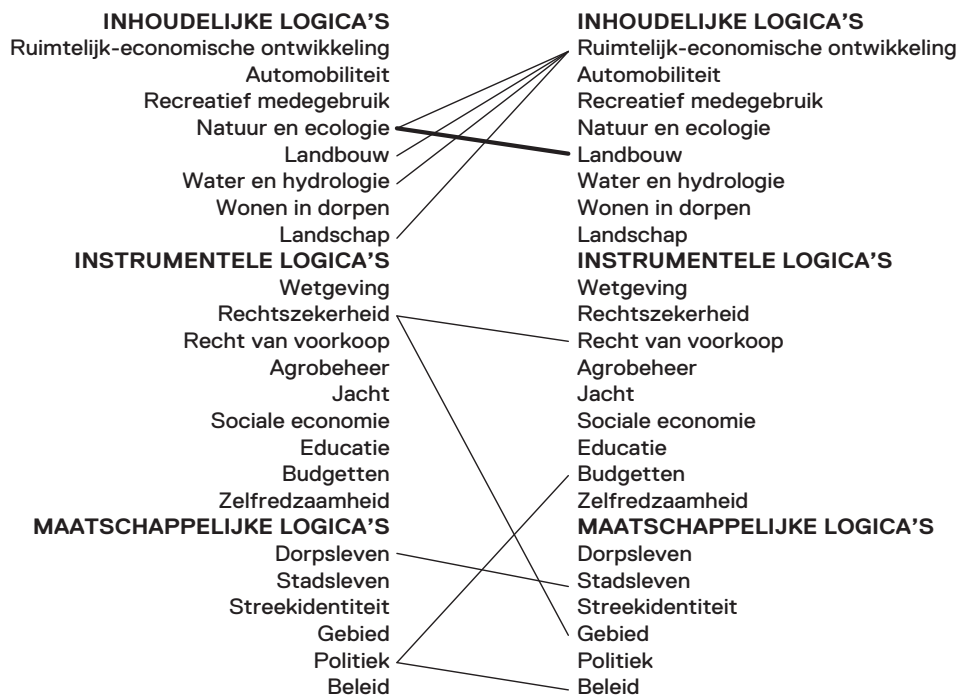 INHOUDELIJKE LOGICA'S
Ruimtelijk-economische ontwikkeling
Automobiliteit
Recreatief medegebruik
Natuur en ecologie
Landbouw
Water en hydrologie
Wonen in dorpen
Landschap
INSTRUMENTELE LOGICA'S
Wetgeving
Rechtszekerheid
Recht van voorkoop
Agrobeheer
Jacht
Sociale economie
Educatie
Budgetten
Zelfredzaamheid
MAATSCHAPPELIJKE LOGICA'S
Dorpsleven
Stadsleven
Streekidentiteit
Gebied
Politiek
Beleid
INHOUDELIJKE LOGICA'S
Ruimtelijk-economische ontwikkeling
Automobiliteit
Recreatief medegebruik
Natuur en ecologie
Landbouw
Water en hydrologie
Wonen in dorpen
Landschap
INSTRUMENTELE LOGICA'S
Wetgeving
Rechtszekerheid
Recht van voorkoop
Agrobeheer
Jacht
Sociale economie
Educatie
Budgetten
Zelfredzaamheid
MAATSCHAPPELIJKE LOGICA'S
Dorpsleven
Stadsleven
Streekidentiteit
Gebied
Politiek
Beleid